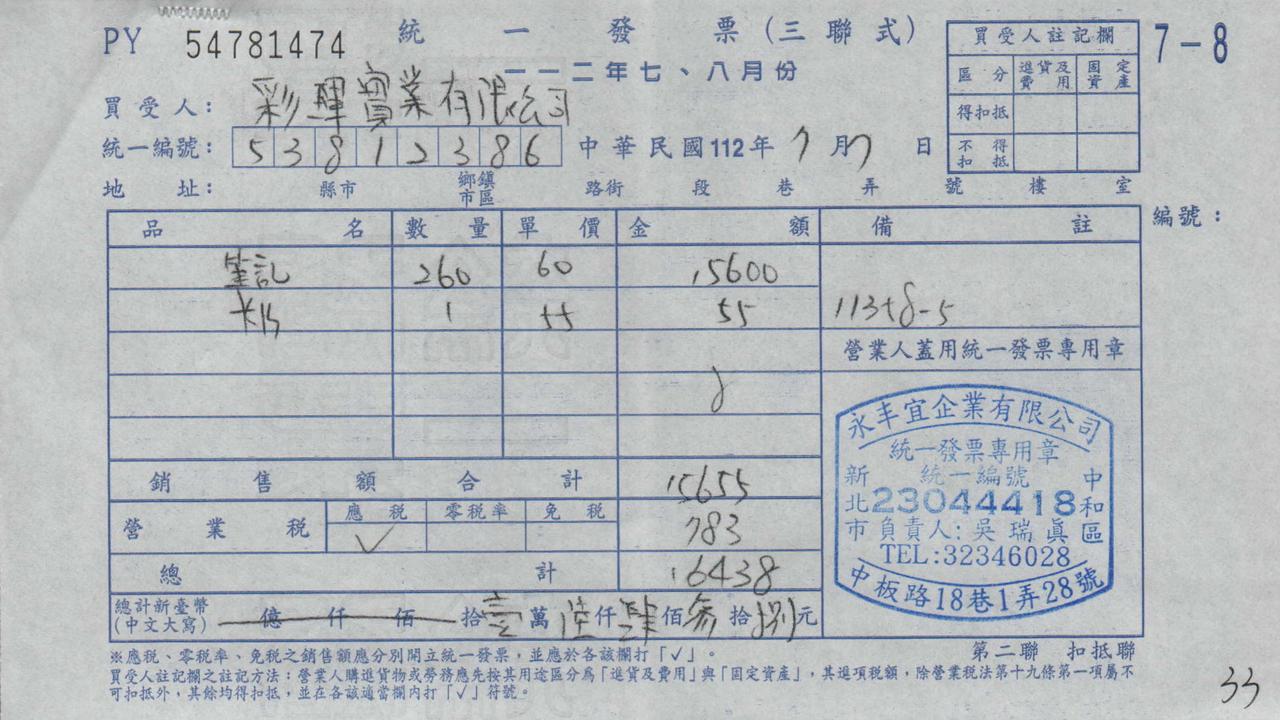 PY 54781474 統一發票(三聯式) 7-8
一一二年七、八月份
買受人: 彩琿實業有限公司
統一編號: 53812386 中華民國112年7月7日
地址: 縣市 鄉鎮市區 路街 段 巷 弄 號 樓 室
買受人註記欄
區分 進貨及費用 固定資產
得扣抵
不得扣抵
編號:
品名 數量 單價 金額 備註
筆記 260 60 15600
1 55 55
營業人蓋用統一發票專用章
銷售額合計 15655
營業稅 應稅 零稅率 免稅 783
✓
總計 16438
總計新臺幣(中文大寫) 億仟佰拾壹萬陸仟肆佰參拾捌元
永丰宜企業有限公司
統一發票專用章
統一編號
23044418
新北市 中和區
負責人:吳瑞真
TEL:32346028
中板路18巷1弄28號
第二聯 扣抵聯
※應稅、零稅率、免稅之銷售額應分別開立統一發票,並應於各該欄打「✓」。
買受人註記欄之註記方法:營業人購進貨物或勞務應先按其用途區分為「進貨及費用」與「固定資產」,其進項稅額,除營業稅法第十九條第一項屬不
可扣抵外,其餘均得扣抵,並在各該適當欄內打「✓」符號。
33